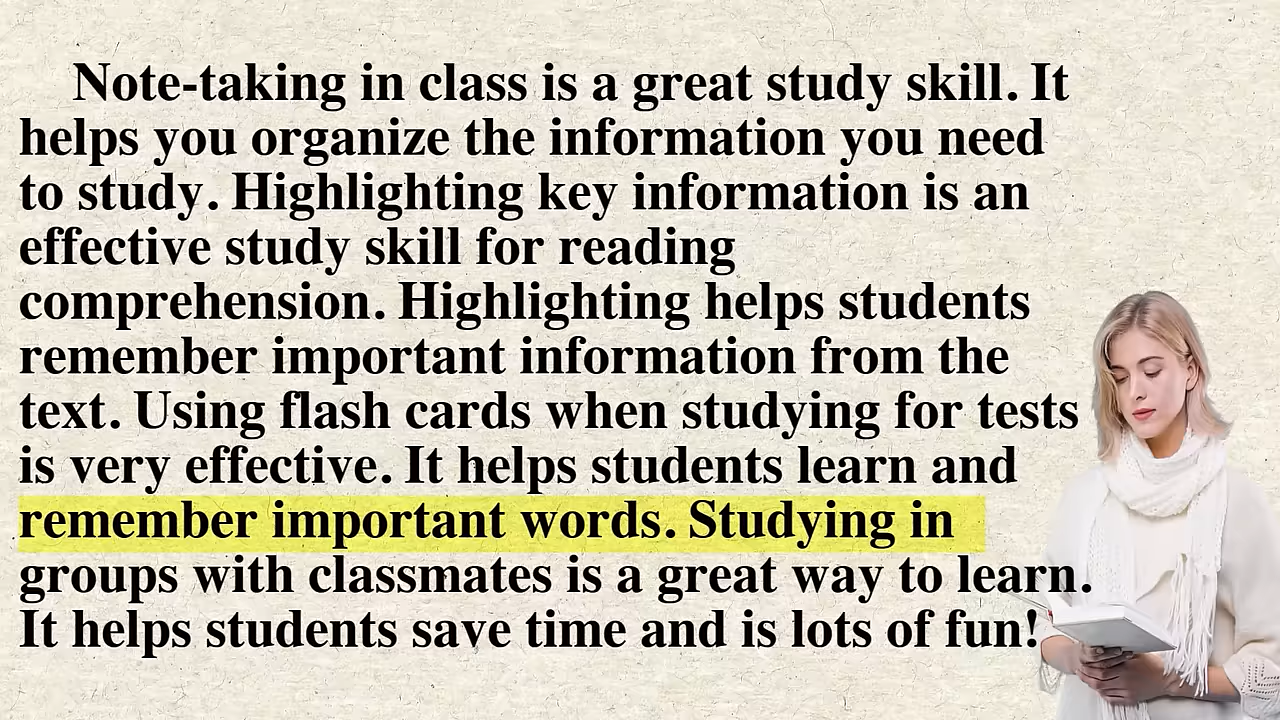 Note-taking in class is a great study skill. It
helps you organize the information you need
to study. Highlighting key information is an
effective study skill for reading
comprehension. Highlighting helps students
remember important information from the
text. Using flash cards when studying for tests
is very effective. It helps students learn and
remember important words. Studying in
groups with classmates is a great way to learn.
It helps students save time and is lots of fun!